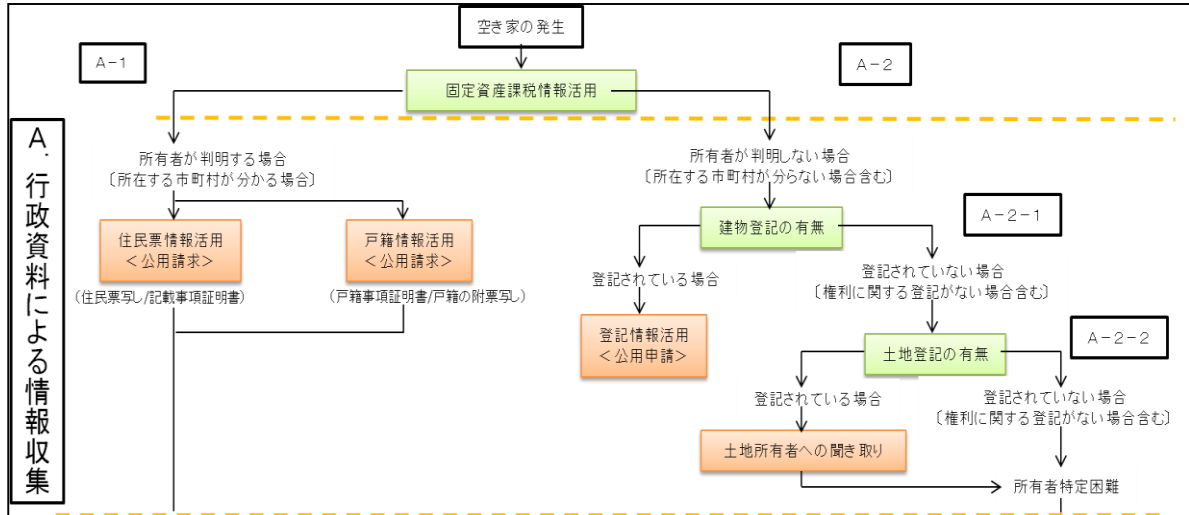 空き家の発生
A-1
A-2
固定資産課税情報活用
A.行政資料による情報収集
所有者が判明する場合
〔所在する市町村が分かる場合〕
所有者が判明しない場合
〔所在する市町村が分らない場合含む〕
住民票情報活用
<公用請求>
戸籍情報活用
<公用請求>
建物登記の有無
A-2-1
(住民票写し/記載事項証明書)
(戸籍事項証明書/戸籍の附票写し)
登記されている場合
登記されていない場合
〔権利に関する登記がない場合含む〕
登記情報活用
<公用申請>
土地登記の有無
A-2-2
登記されている場合
登記されていない場合
〔権利に関する登記がない場合含む〕
土地所有者への聞き取り
所有者特定困難